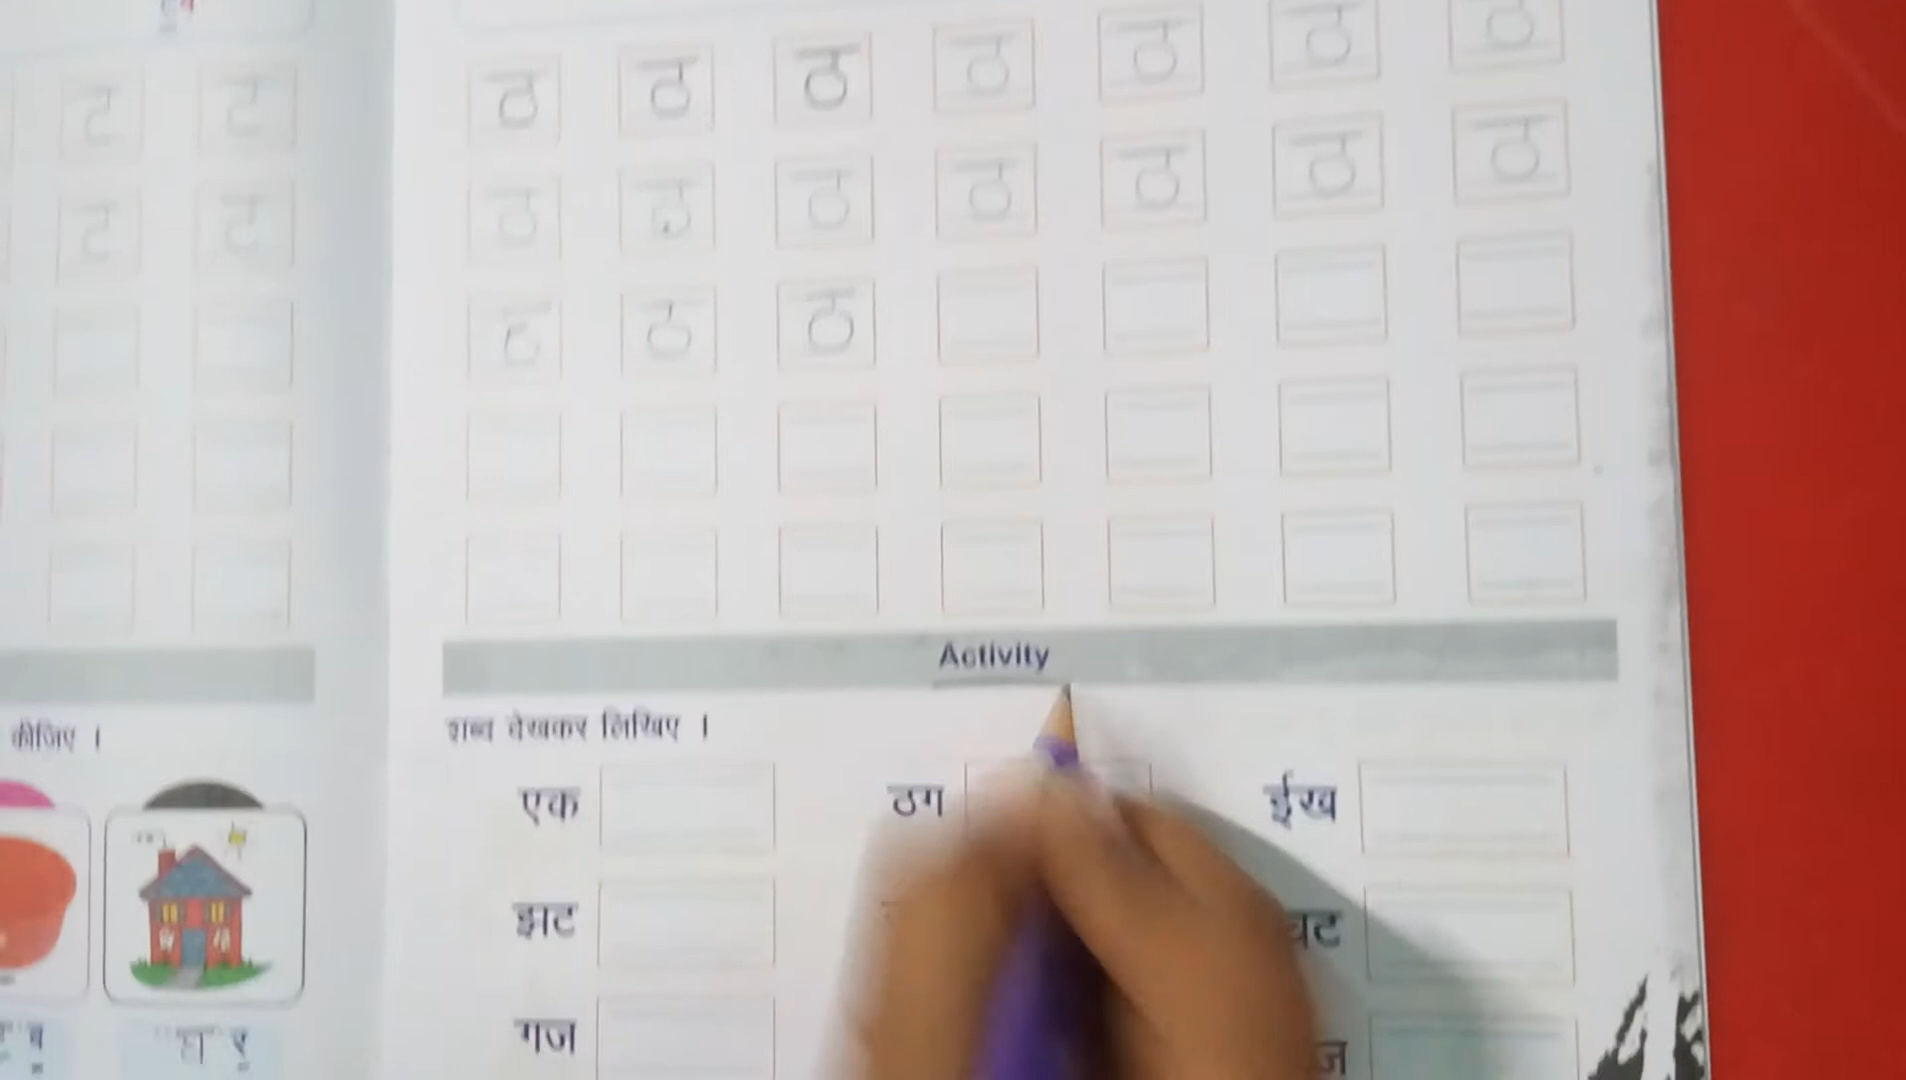 ट ट
ट ट
कीजिए ।
घ र
ठ ठ ठ ठ ठ ठ ठ
ठ ठ ठ ठ ठ ठ ठ
ठ ठ ठ
Activity
शब्द देखकर लिखिए ।
एक ठग ईख
झट
गज